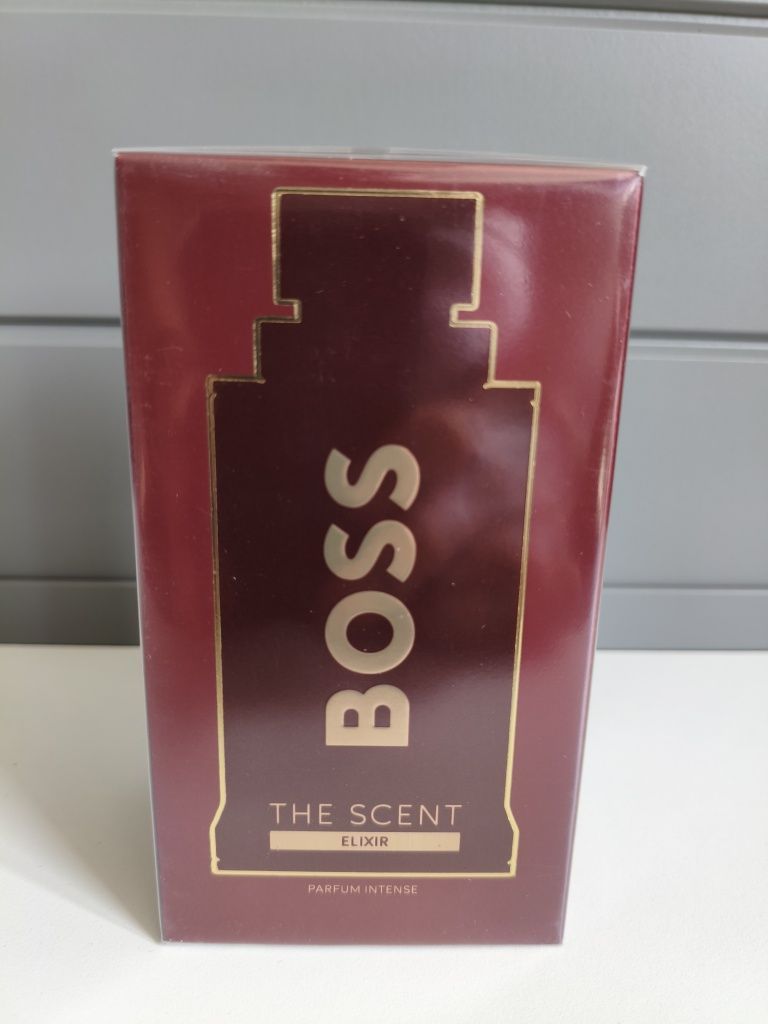 BOSS
THE SCENT
ELIXIR
PARFUM INTENSE